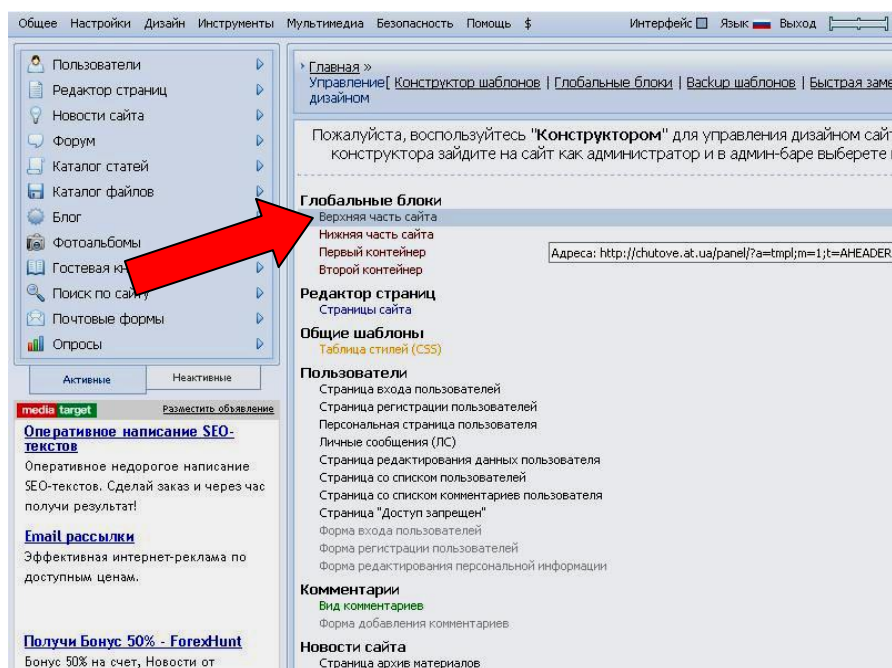 Общее Настройки Дизайн Инструменты Мультимедиа Безопасность Помощь $ Интерфейс Язык Выход
Пользователи
Редактор страниц
Новости сайта
Форум
Каталог статей
Каталог файлов
Блог
Фотоальбомы
Гостевая
Поиск по сайту
Почтовые формы
Опросы
Активные Неактивные
media target Разместить объявление
Оперативное написание SEO-
текстов
Оперативное недорогое написание
SEO-текстов. Сделай заказ и через час
получи результат!
Email рассылки
Эффективная интернет-реклама по
доступным ценам.
Получи Бонус 50% - ForexHunt
Бонус 50% на счет, Новости от
Главная »
Управление[ Конструктор шаблонов | Глобальные блоки | Backup шаблонов | Быстрая заме
дизайном
Пожалуйста, воспользуйтесь "Конструктором" для управления дизайном сайт
конструктора зайдите на сайт как администратор и в админ-баре выберете
Глобальные блоки
Верхняя часть сайта
Нижняя часть сайта
Первый контейнер
Адреса: http://chutove.at.ua/panel/?a=tmpl;m=1;t=AHEADER
Второй контейнер
Редактор страниц
Страницы сайта
Общие шаблоны
Таблица стилей (CSS)
Пользователи
Страница входа пользователей
Страница регистрации пользователей
Персональная страница пользователя
Личные сообщения (ЛС)
Страница редактирования данных пользователя
Страница со списком пользователей
Страница со списком комментариев пользователя
Страница "Доступ запрещен"
Форма входа пользователей
Форма регистрации пользователей
Форма редактирования персональной информации
Комментарии
Вид комментариев
Форма добавления комментариев
Новости сайта
Страница архив материалов